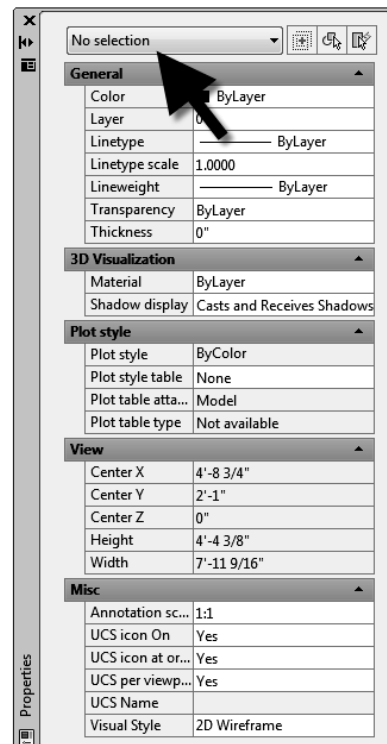 No selection
General
Color ByLayer
Layer 0
Linetype ByLayer
Linetype scale 1.0000
Lineweight ByLayer
Transparency ByLayer
Thickness 0"
3D Visualization
Material ByLayer
Shadow display Casts and Receives Shadows
Plot style
Plot style ByColor
Plot style table None
Plot table atta... Model
Plot table type Not available
View
Center X 4'-8 3/4"
Center Y 2'-1"
Center Z 0"
Height 4'-4 3/8"
Width 7'-11 9/16"
Misc
Annotation sc... 1:1
UCS icon On Yes
UCS icon at or... Yes
UCS per viewp... Yes
UCS Name
Visual Style 2D Wireframe
Properties